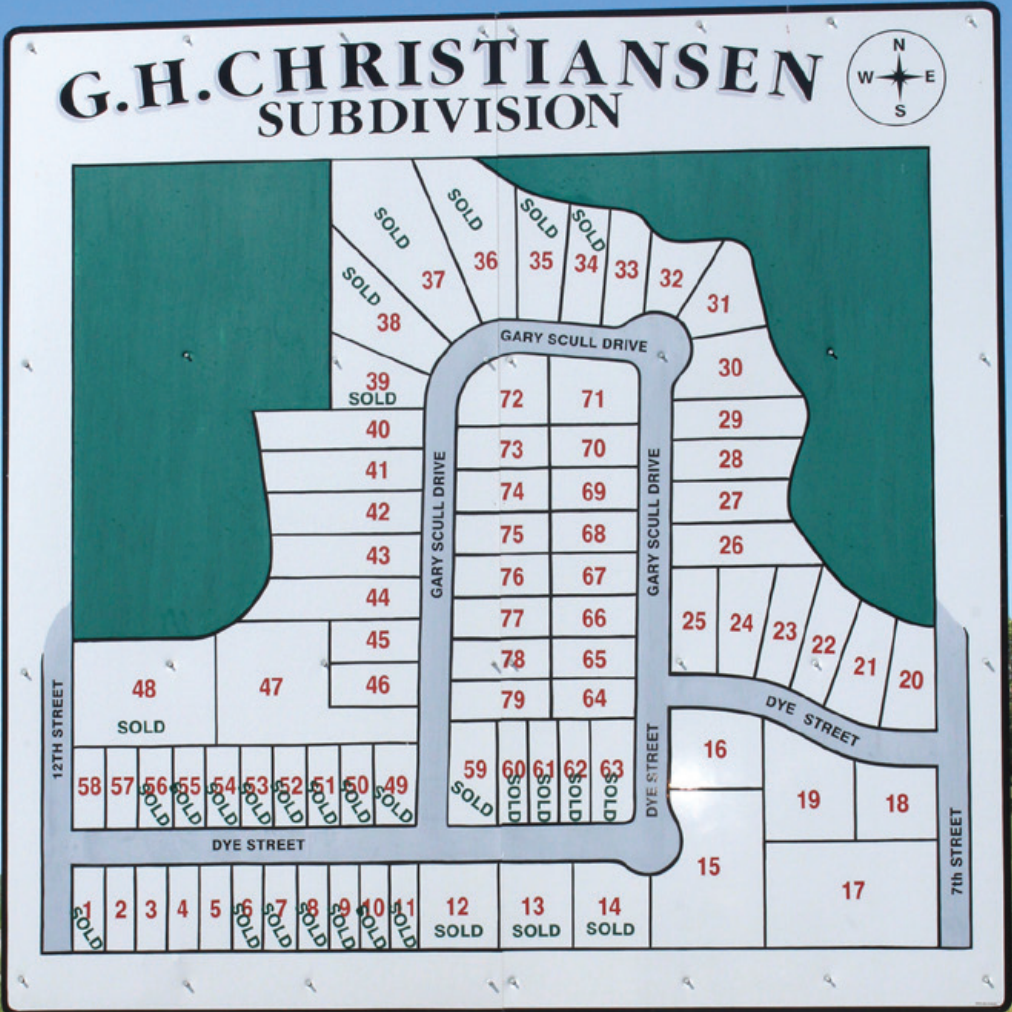 G.H.CHRISTIANSEN
SUBDIVISION
N
W E
S
SOLD
37
SOLD
36
SOLD
35
SOLD
34
33
32
31
SOLD
38
39
SOLD
GARY SCULL DRIVE
30
29
28
27
26
40
41
42
43
44
45
46
GARY SCULL DRIVE
72 71
73 70
74 69
75 68
76 67
77 66
78 65
79 64
GARY SCULL DRIVE
25 24 23 22 21 20
48
SOLD
47
12TH STREET
DYE STREET
16
19 18
15
17
DYE STREET
7th STREET
58 57 56 55 54 53 52 51 50 49
SOLD SOLD SOLD SOLD SOLD SOLD SOLD SOLD
59 60 61 62 63
SOLD SOLD SOLD SOLD SOLD
DYE STREET
1 2 3 4 5 6 7 8 9 10 11 12 13 14
SOLD SOLD SOLD SOLD SOLD SOLD SOLD SOLD SOLD SOLD